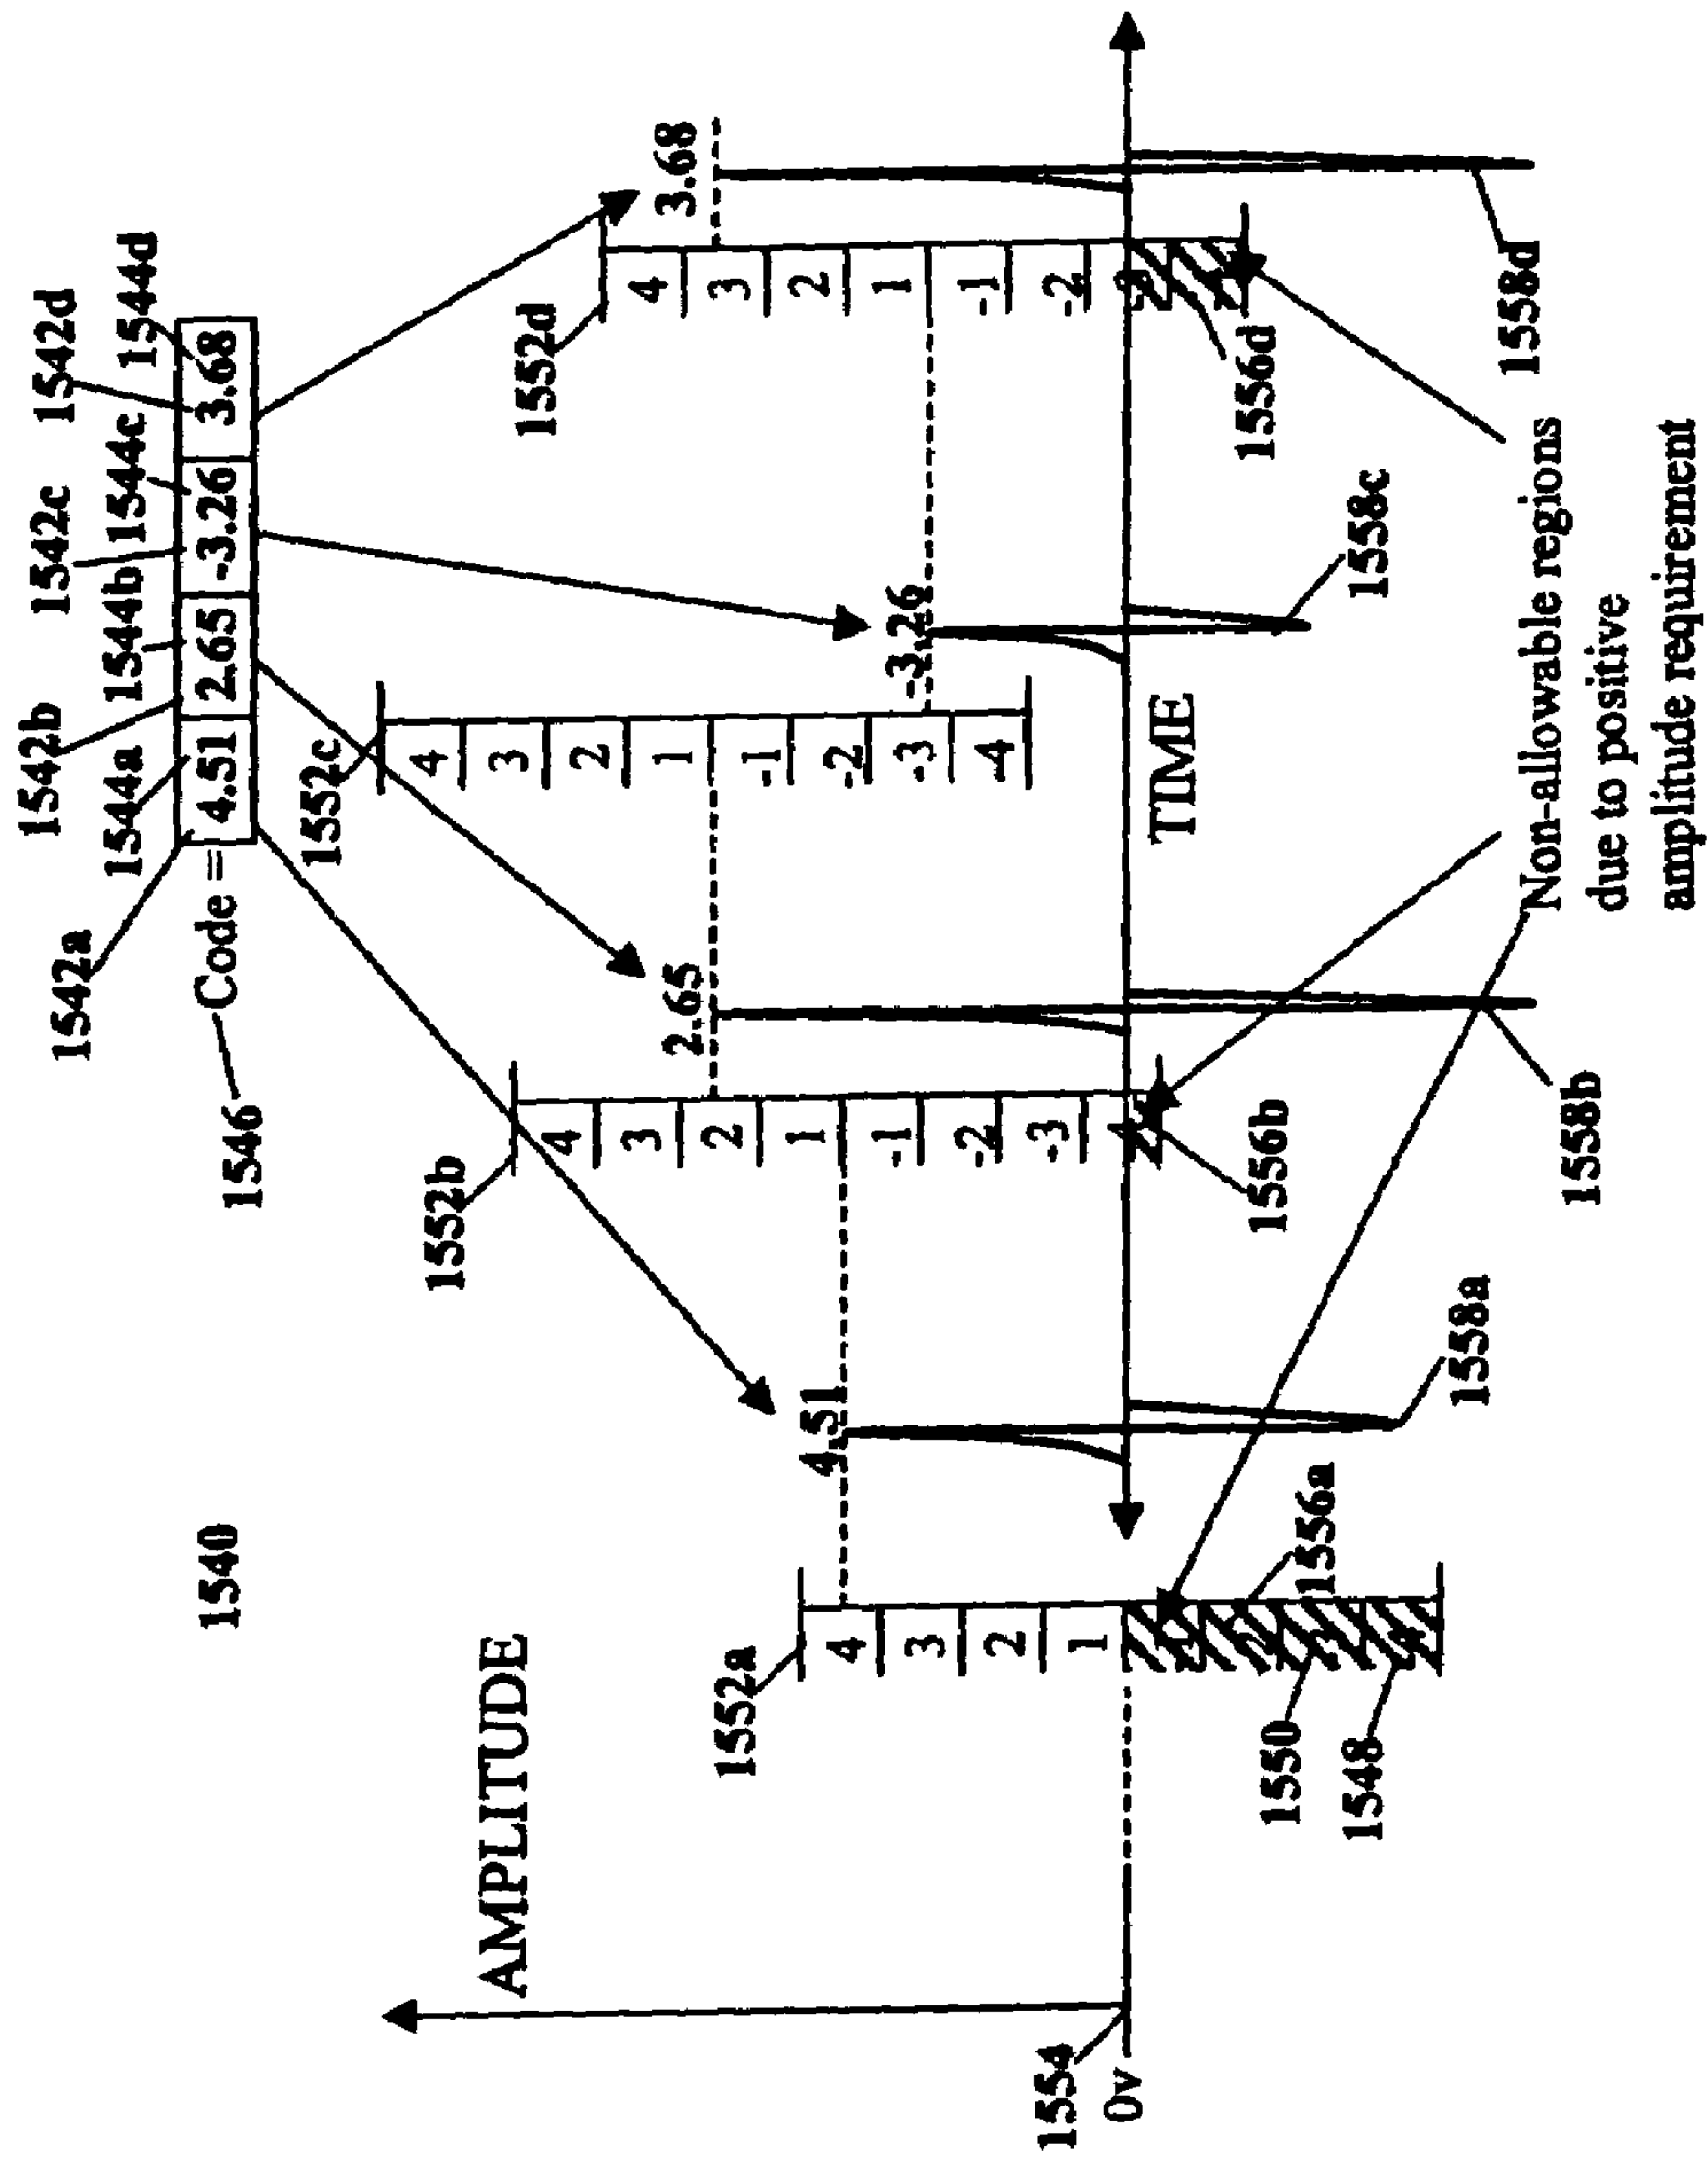 1540
1542a
1542b
1542c
1542d
1544a
1544b
1544c
1544d
1546
Code =
4.51
2.65
-3.26
3.68
AMPLITUDE
1552a
4
3
2
1
4.51
1552b
4
3
2
1
-1
-2
-3
2.65
1552c
4
3
2
1
-1
-2
-3
4
-3.26
1552d
4
3
2
1
-1
-2
3.68
1554
0v
TIME
1550
1548
1556a
1558a
1556b
1558b
1558c
1556d
1558d
Non-allowable regions
due to positive
amplitude requirement